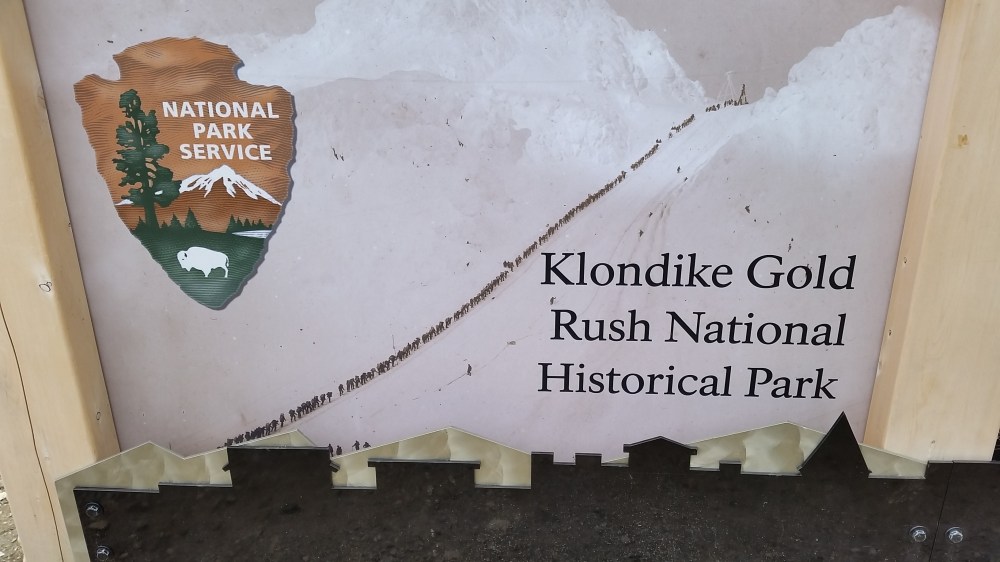 NATIONAL
PARK
SERVICE
Klondike Gold
Rush National
Historical Park